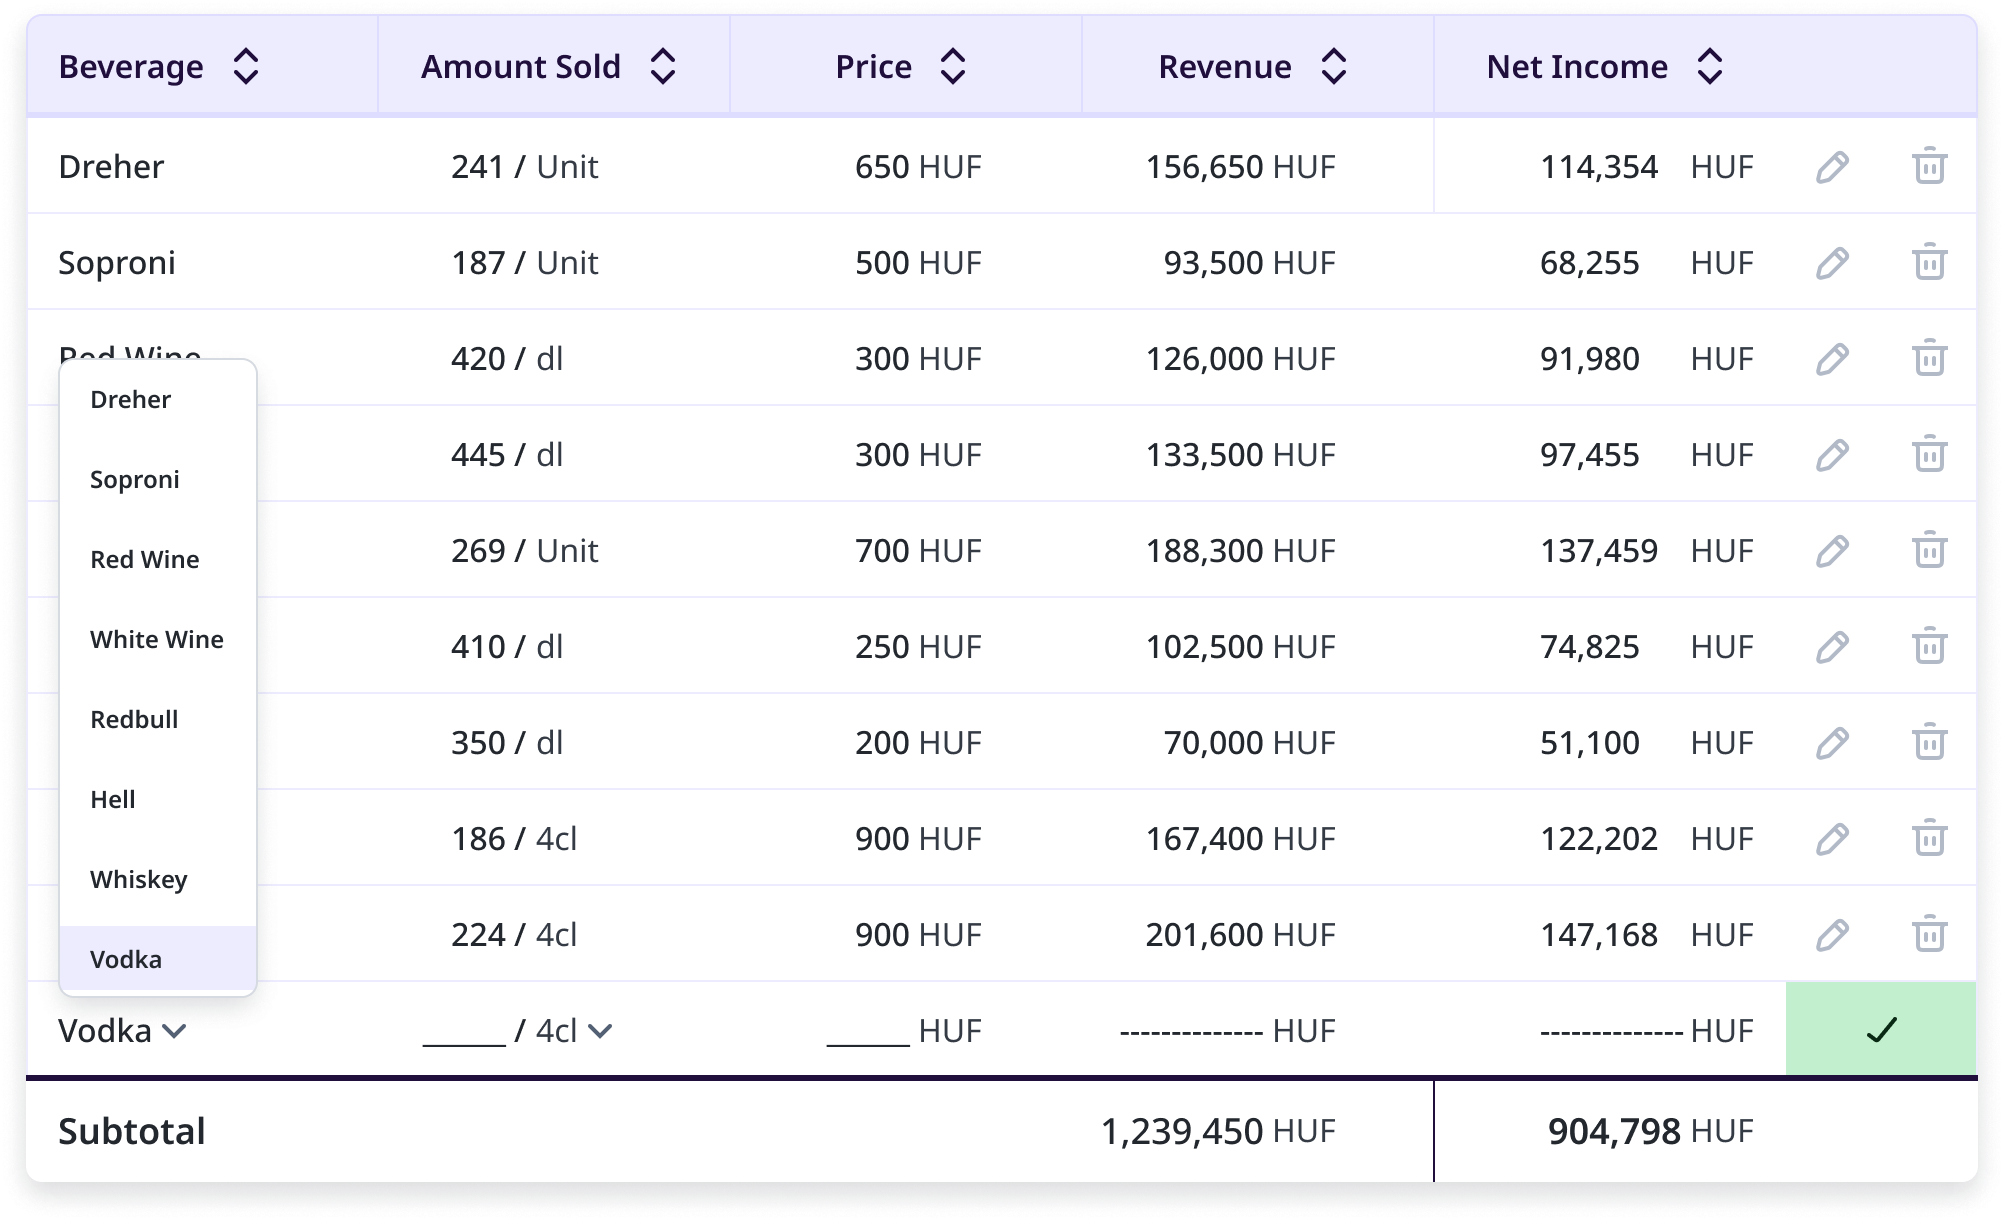 Beverage Amount Sold Price Revenue Net Income
Dreher 241 / Unit 650 HUF 156,650 HUF 114,354 HUF
Soproni 187 / Unit 500 HUF 93,500 HUF 68,255 HUF
Red Wine 420 / dl 300 HUF 126,000 HUF 91,980 HUF
445 / dl 300 HUF 133,500 HUF 97,455 HUF
269 / Unit 700 HUF 188,300 HUF 137,459 HUF
410 / dl 250 HUF 102,500 HUF 74,825 HUF
350 / dl 200 HUF 70,000 HUF 51,100 HUF
186 / 4cl 900 HUF 167,400 HUF 122,202 HUF
224 / 4cl 900 HUF 201,600 HUF 147,168 HUF
Dreher
Soproni
Red Wine
White Wine
Redbull
Hell
Whiskey
Vodka
Vodka _____ / 4cl _____ HUF -------------- HUF -------------- HUF
Subtotal 1,239,450 HUF 904,798 HUF